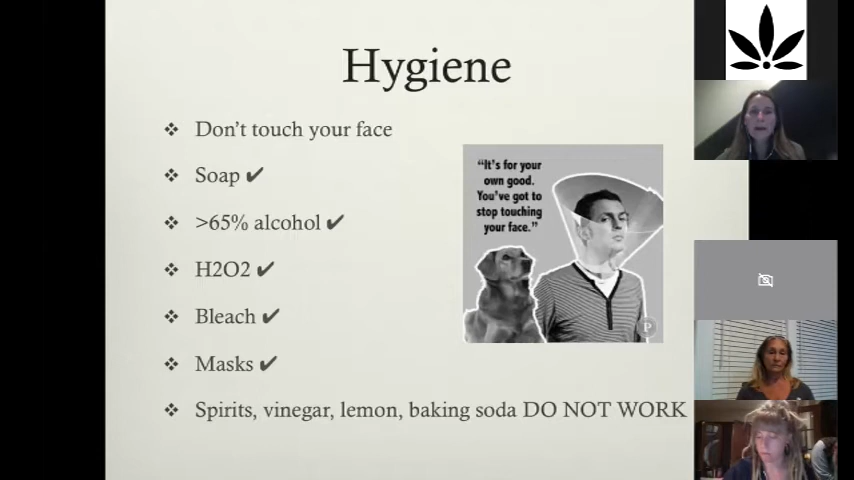 Hygiene
Don't touch your face
Soap ✔
>65% alcohol ✔
H2O2 ✔
Bleach ✔
Masks ✔
Spirits, vinegar, lemon, baking soda DO NOT WORK
“It's for your
own good.
You've got to
stop touching
your face.”
P